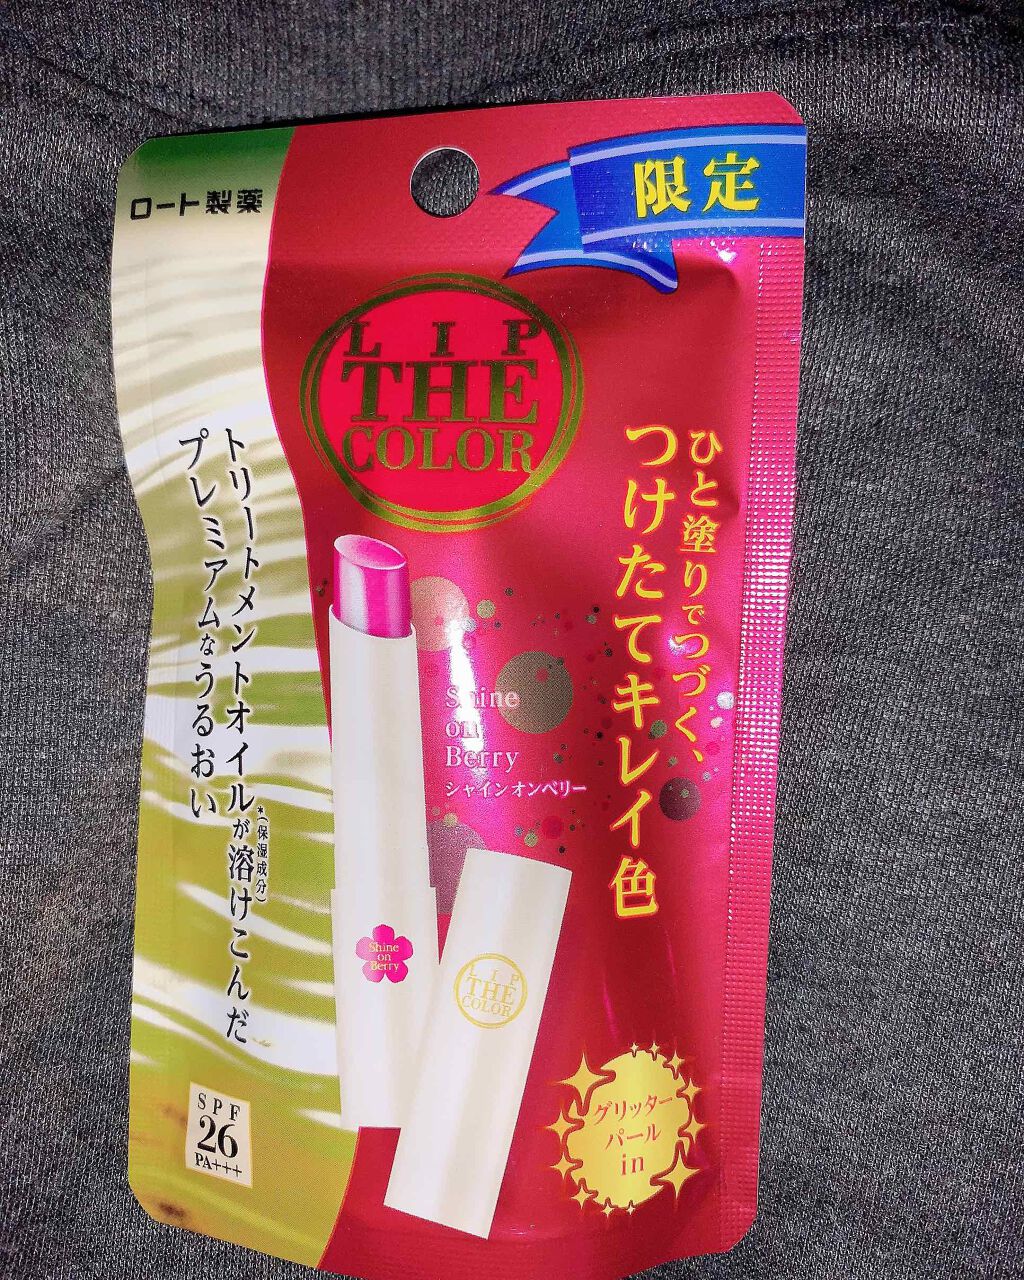 ロート製薬
限定
LIP
THE
COLOR
ひと塗りでつづく、
つけたてキレイ色
トリートメントオイルが溶けこんだ
*(保湿成分)
プレミアムなうるおい
Shine
on
Berry
シャインオンベリー
Shine
on
Berry
LIP
THE
COLOR
グリッター
パール
in
SPF
26
PA+++